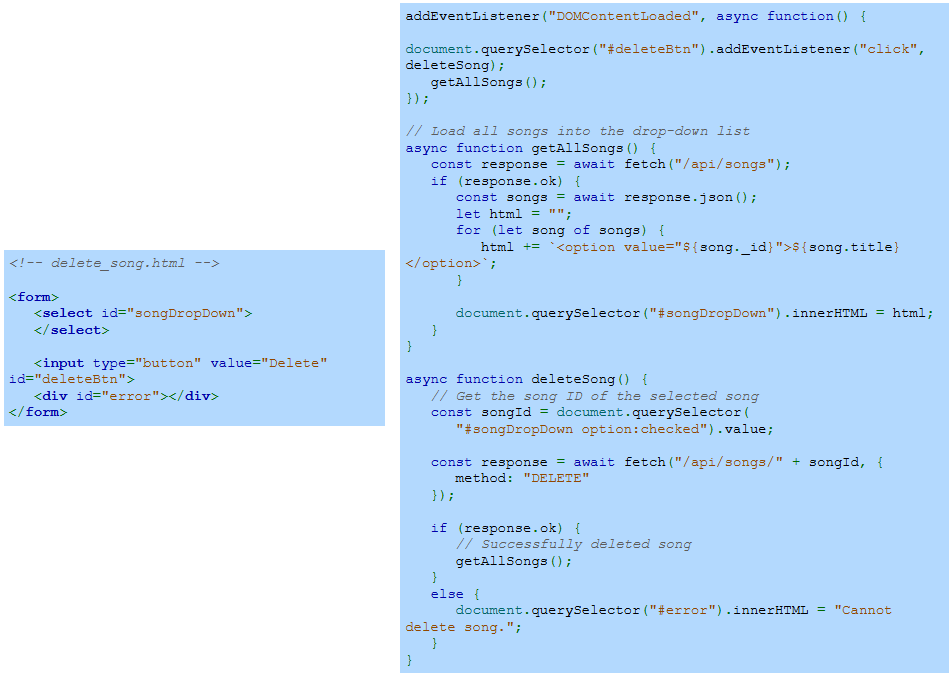 <!-- delete_song.html -->
<form>
   <select id="songDropDown">
   </select>
   <input type="button" value="Delete"
id="deleteBtn">
   <div id="error"></div>
</form>
addEventListener("DOMContentLoaded", async function() {
document.querySelector("#deleteBtn").addEventListener("click",
deleteSong);
   getAllSongs();
});
// Load all songs into the drop-down list
async function getAllSongs() {
   const response = await fetch("/api/songs");
   if (response.ok) {
      const songs = await response.json();
      let html = "";
      for (let song of songs) {
         html += `<option value="${song._id}">${song.title}
</option>`;
      }
      document.querySelector("#songDropDown").innerHTML = html;
   }
}
async function deleteSong() {
   // Get the song ID of the selected song
   const songId = document.querySelector(
      "#songDropDown option:checked").value;
   const response = await fetch("/api/songs/" + songId, {
      method: "DELETE"
   });
   if (response.ok) {
      // Successfully deleted song
      getAllSongs();
   }
   else {
      document.querySelector("#error").innerHTML = "Cannot
delete song.";
   }
}